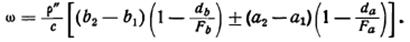 ω = ρ″/c [(b₂ − b₁)(1 − d_b/F_b) ± (a₂ − a₁)(1 − d_a/F_a)].